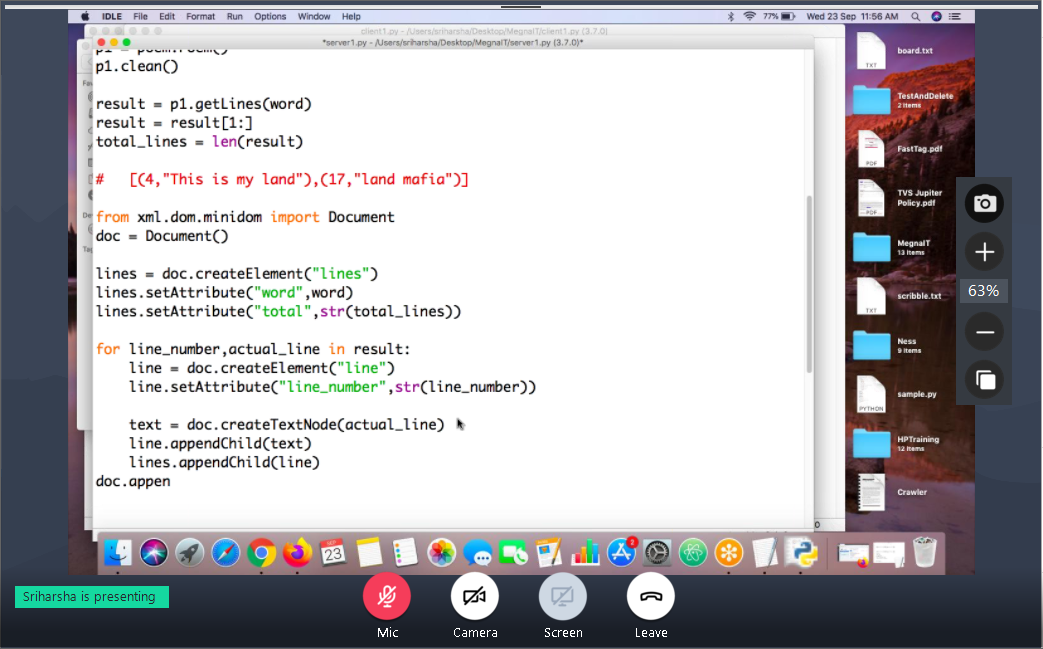 IDLE File Edit Format Run Options Window Help 77% Wed 23 Sep 11:56 AM
client1.py - /Users/sriharsha/Desktop/MegnaIT/client1.py (3.7.0)
*server1.py - /Users/sriharsha/Desktop/MegnaIT/server1.py (3.7.0)*
p1.clean()
result = p1.getLines(word)
result = result[1:]
total_lines = len(result)
#   [(4,"This is my land"),(17,"land mafia")]
from xml.dom.minidom import Document
doc = Document()
lines = doc.createElement("lines")
lines.setAttribute("word",word)
lines.setAttribute("total",str(total_lines))
for line_number,actual_line in result:
    line = doc.createElement("line")
    line.setAttribute("line_number",str(line_number))
    text = doc.createTextNode(actual_line)
    line.appendChild(text)
    lines.appendChild(line)
doc.appen
board.txt
TXT
TestAndDelete
2 items
FastTag.pdf
PDF
TVS Jupiter
Policy.pdf
PDF
MegnaIT
13 items
scribble.txt
TXT
Ness
9 items
sample.py
PYTHON
HPTraining
12 items
Crawler
63%
SEP
23
2
Sriharsha is presenting
Mic Camera Screen Leave